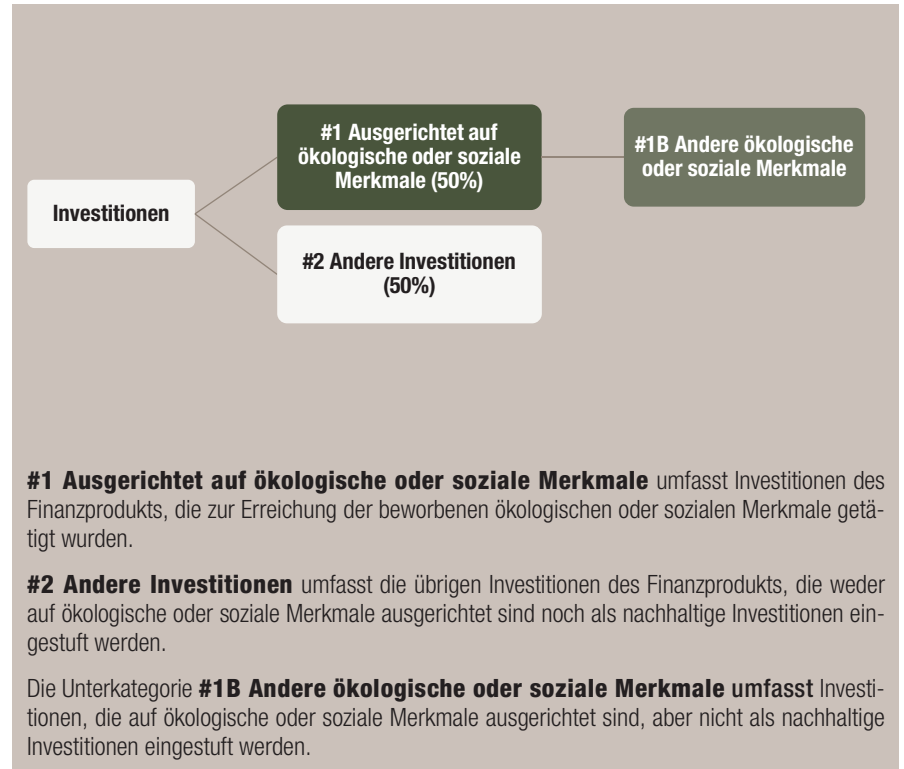 #1 Ausgerichtet auf
ökologische oder soziale
Merkmale (50%)
#1B Andere ökologische
oder soziale Merkmale
Investitionen
#2 Andere Investitionen
(50%)
#1 Ausgerichtet auf ökologische oder soziale Merkmale umfasst Investitionen des
Finanzprodukts, die zur Erreichung der beworbenen ökologischen oder sozialen Merkmale getä-
tigt wurden.
#2 Andere Investitionen umfasst die übrigen Investitionen des Finanzprodukts, die weder
auf ökologische oder soziale Merkmale ausgerichtet sind noch als nachhaltige Investitionen ein-
gestuft werden.
Die Unterkategorie #1B Andere ökologische oder soziale Merkmale umfasst Investi-
tionen, die auf ökologische oder soziale Merkmale ausgerichtet sind, aber nicht als nachhaltige
Investitionen eingestuft werden.